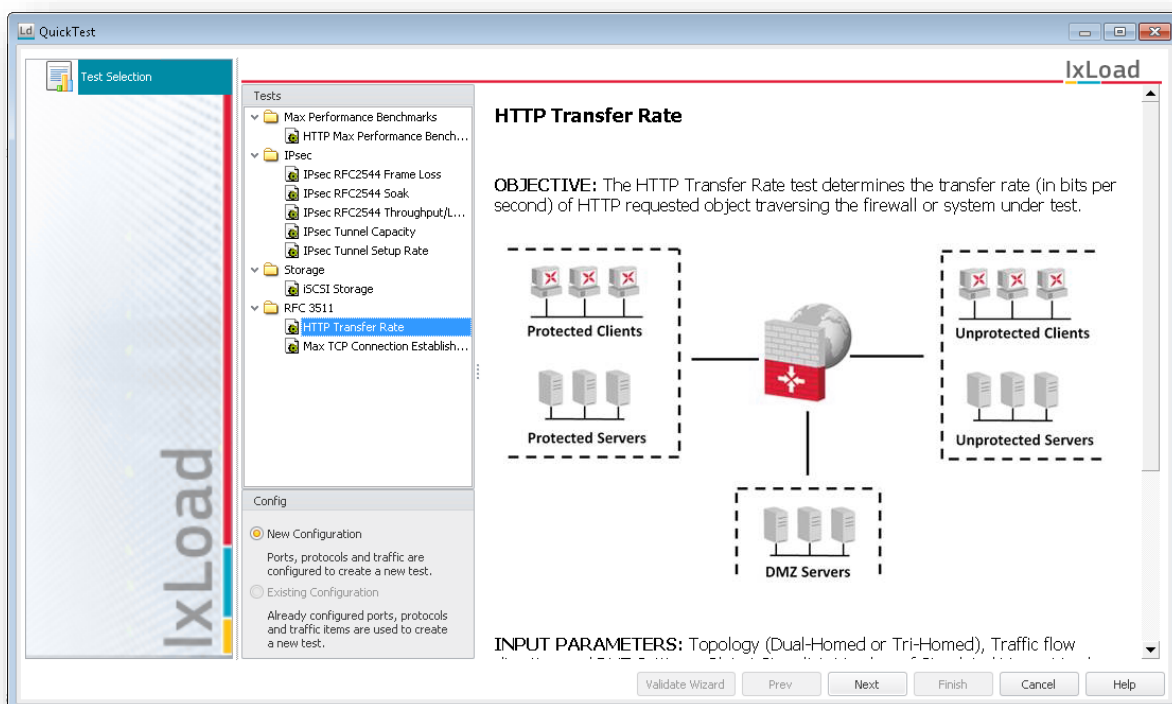 Ld QuickTest
Test Selection
IxLoad
IxLoad
Tests
Max Performance Benchmarks
HTTP Max Performance Bench...
IPsec
IPsec RFC2544 Frame Loss
IPsec RFC2544 Soak
IPsec RFC2544 Throughput/L...
IPsec Tunnel Capacity
IPsec Tunnel Setup Rate
Storage
iSCSI Storage
RFC 3511
HTTP Transfer Rate
Max TCP Connection Establish...
Config
New Configuration
Ports, protocols and traffic are
configured to create a new test.
Existing Configuration
Already configured ports, protocols
and traffic items are used to create
a new test.
HTTP Transfer Rate
OBJECTIVE: The HTTP Transfer Rate test determines the transfer rate (in bits per
second) of HTTP requested object traversing the firewall or system under test.
Protected Clients
Unprotected Clients
Protected Servers
Unprotected Servers
DMZ Servers
INPUT PARAMETERS: Topology (Dual-Homed or Tri-Homed), Traffic flow
Validate Wizard
Prev
Next
Finish
Cancel
Help